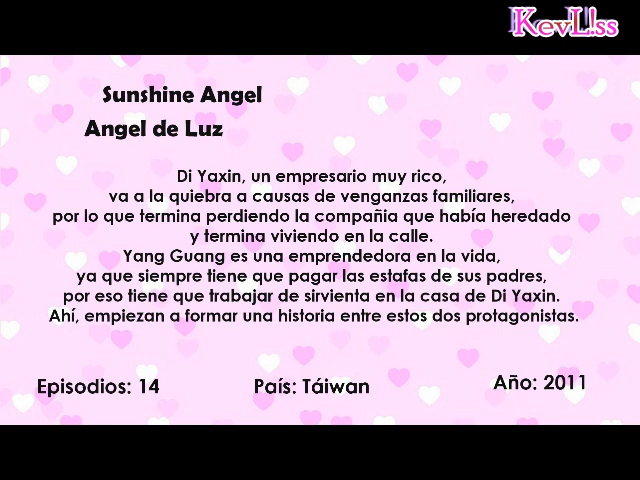 KevL!ss
Sunshine Angel
Angel de Luz
Di Yaxin, un empresario muy rico,
va a la quiebra a causas de venganzas familiares,
por lo que termina perdiendo la compañia que había heredado
y termina viviendo en la calle.
Yang Guang es una emprendedora en la vida,
ya que siempre tiene que pagar las estafas de sus padres,
por eso tiene que trabajar de sirvienta en la casa de Di Yaxin.
Ahí, empiezan a formar una historia entre estos dos protagonistas.
Episodios: 14 País: Táiwan Año: 2011